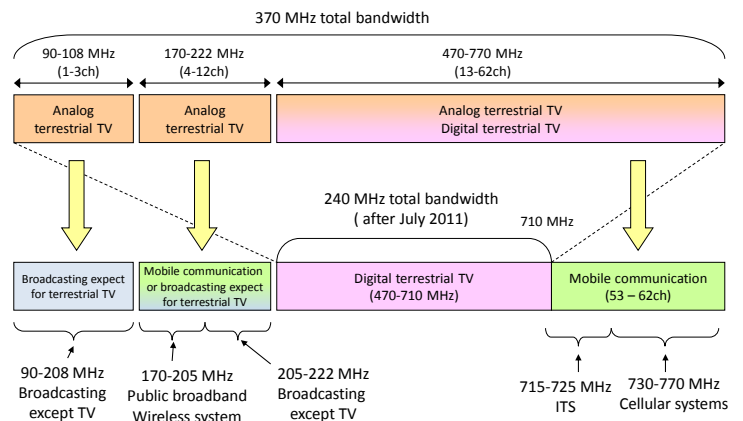 370 MHz total bandwidth
90-108 MHz
(1-3ch)
170-222 MHz
(4-12ch)
470-770 MHz
(13-62ch)
Analog
terrestrial TV
Analog
terrestrial TV
Analog terrestrial TV
Digital terrestrial TV
240 MHz total bandwidth
( after July 2011)
710 MHz
Broadcasting expect
for terrestrial TV
Mobile communication
or broadcasting expect
for terrestrial TV
Digital terrestrial TV
(470-710 MHz)
Mobile communication
(53 – 62ch)
90-208 MHz
Broadcasting
except TV
170-205 MHz
Public broadband
Wireless system
205-222 MHz
Broadcasting
except TV
715-725 MHz
ITS
730-770 MHz
Cellular systems